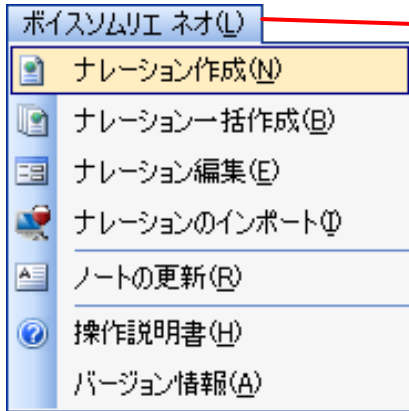 ボイスソムリエ ネオ(L)
ナレーション作成(N)
ナレーション一括作成(B)
ナレーション編集(E)
ナレーションのインポート(I)
ノートの更新(R)
操作説明書(H)
バージョン情報(A)